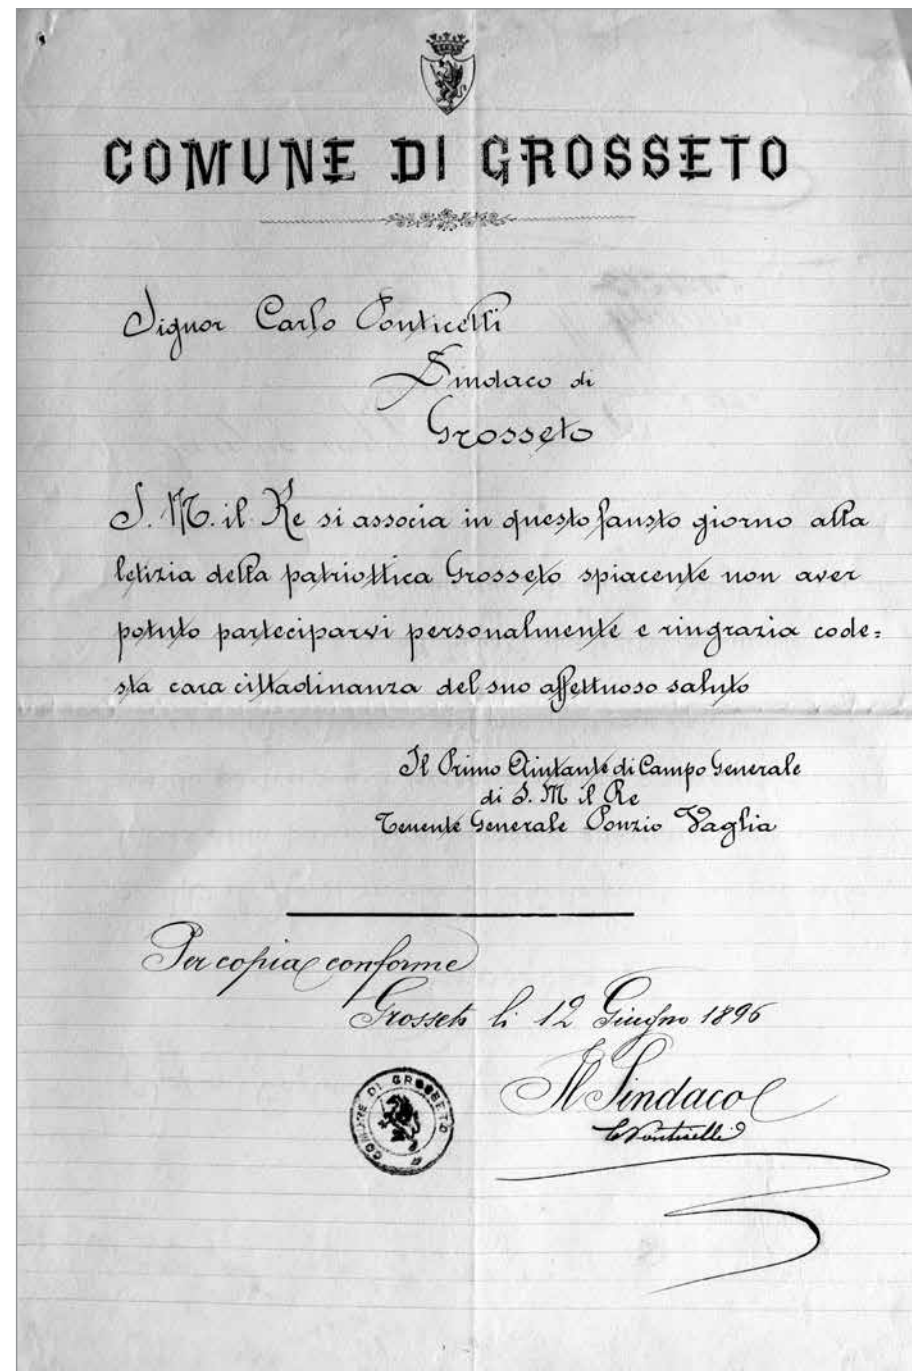 COMUNE DI GROSSETO
Signor Carlo Ponticelli
Sindaco di
Grosseto
S. M. il Re si associa in questo fausto giorno alla
letizia della patriottica Grosseto spiacente non aver
potuto parteciparvi personalmente e ringrazia code=
sta cara cittadinanza del suo affettuoso saluto
Il Primo Aiutante di Campo Generale
di S. M il Re
Tenente Generale Ponzio Vaglia
Per copia conforme
Grosseto li 12 Giugno 1896
Il Sindaco
C Ponticelli
COMUNE DI GROSSETO